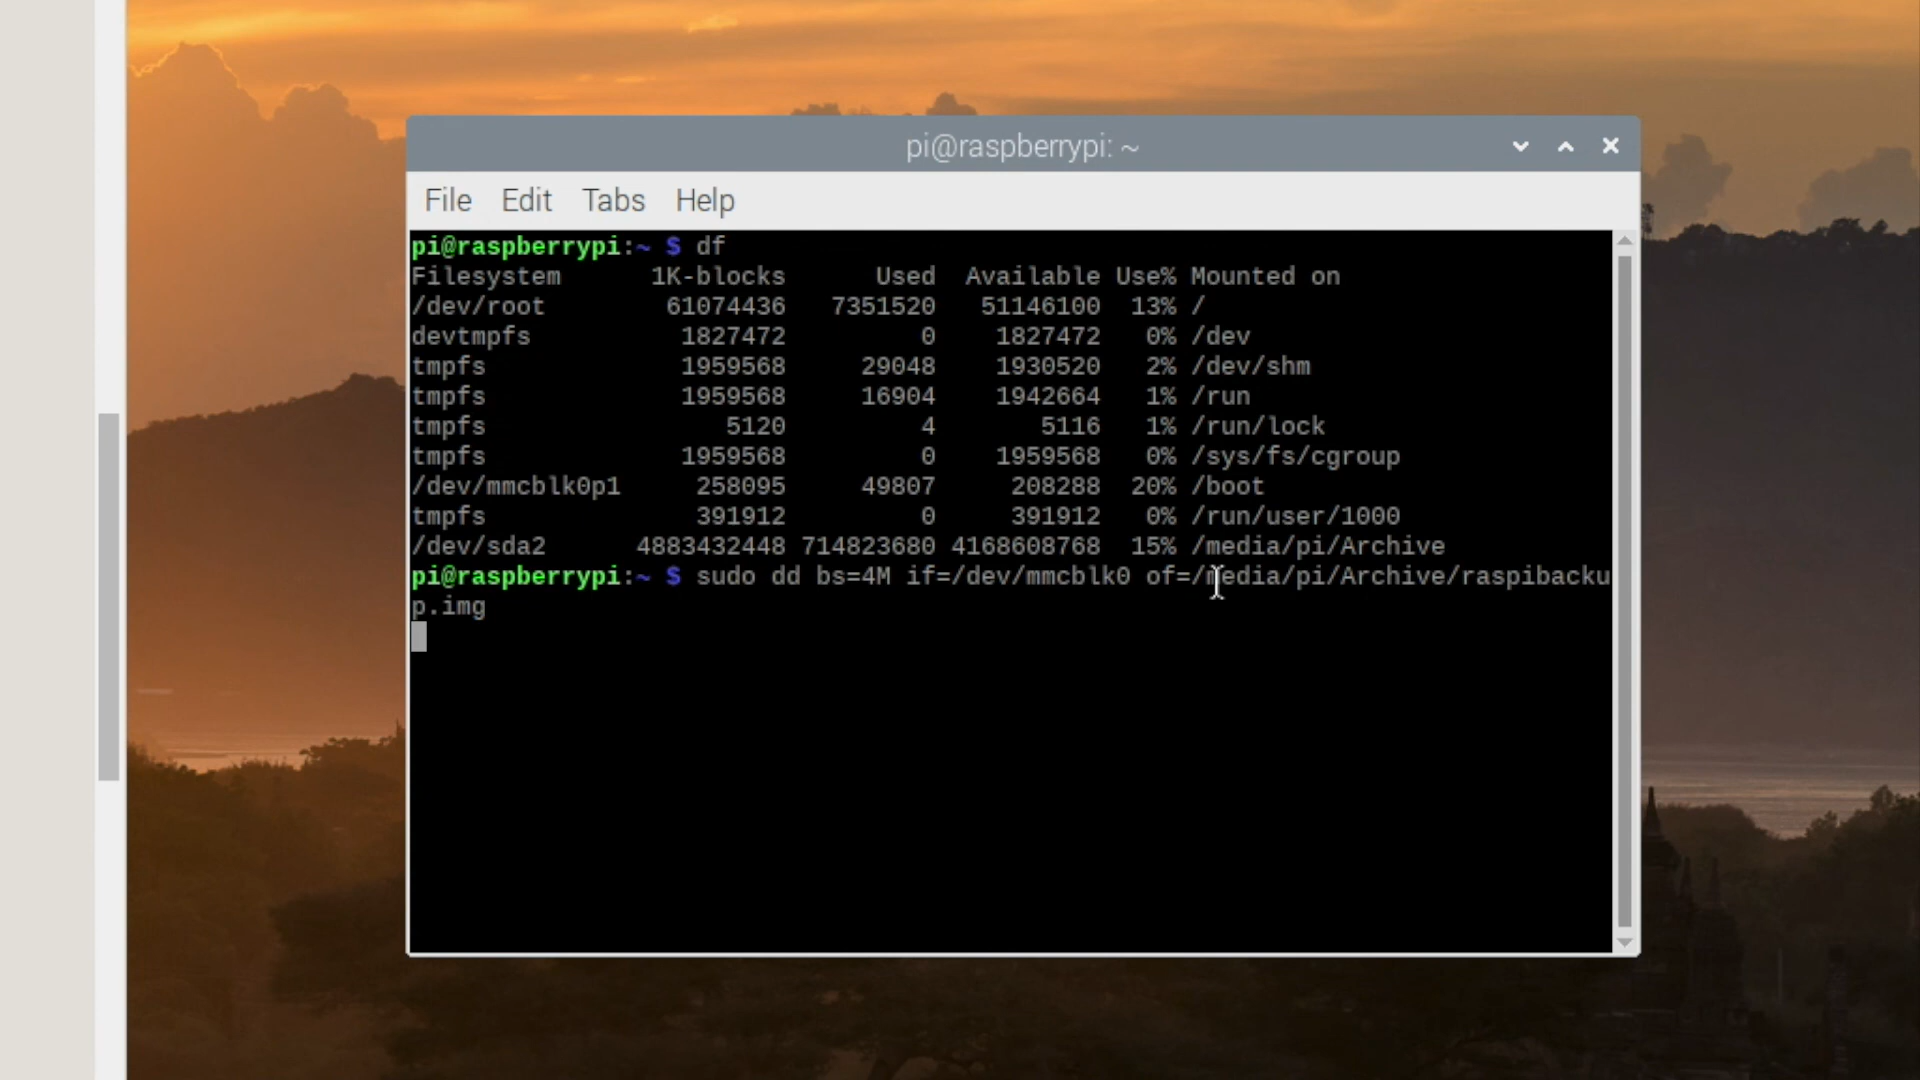 pi@raspberrypi: ~
File Edit Tabs Help
pi@raspberrypi:~ $ df
Filesystem 1K-blocks Used Available Use% Mounted on
/dev/root 61074436 7351520 51146100 13% /
devtmpfs 1827472 0 1827472 0% /dev
tmpfs 1959568 29048 1930520 2% /dev/shm
tmpfs 1959568 16904 1942664 1% /run
tmpfs 5120 4 5116 1% /run/lock
tmpfs 1959568 0 1959568 0% /sys/fs/cgroup
/dev/mmcblk0p1 258095 49807 208288 20% /boot
tmpfs 391912 0 391912 0% /run/user/1000
/dev/sda2 4883432448 714823680 4168608768 15% /media/pi/Archive
pi@raspberrypi:~ $ sudo dd bs=4M if=/dev/mmcblk0 of=/media/pi/Archive/raspibacku
p.img